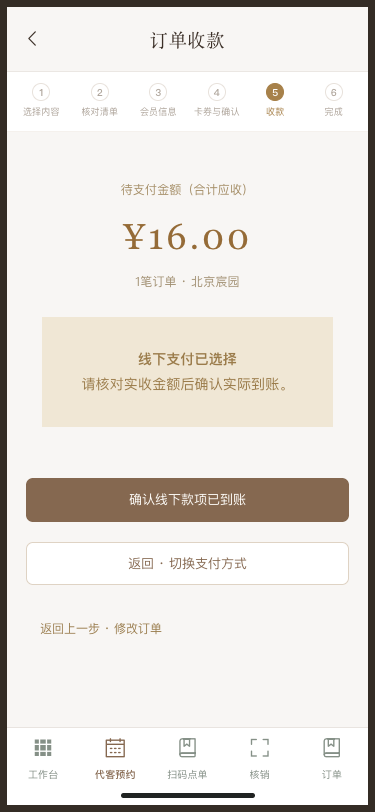 订单收款
1 2 3 4 5 6
选择内容 核对清单 会员信息 卡券与确认 收款 完成
待支付金额（合计应收）
¥16.00
1笔订单 · 北京宸园
线下支付已选择
请核对实收金额后确认实际到账。
确认线下款项已到账
返回 · 切换支付方式
返回上一步 · 修改订单
工作台 代客预约 扫码点单 核销 订单